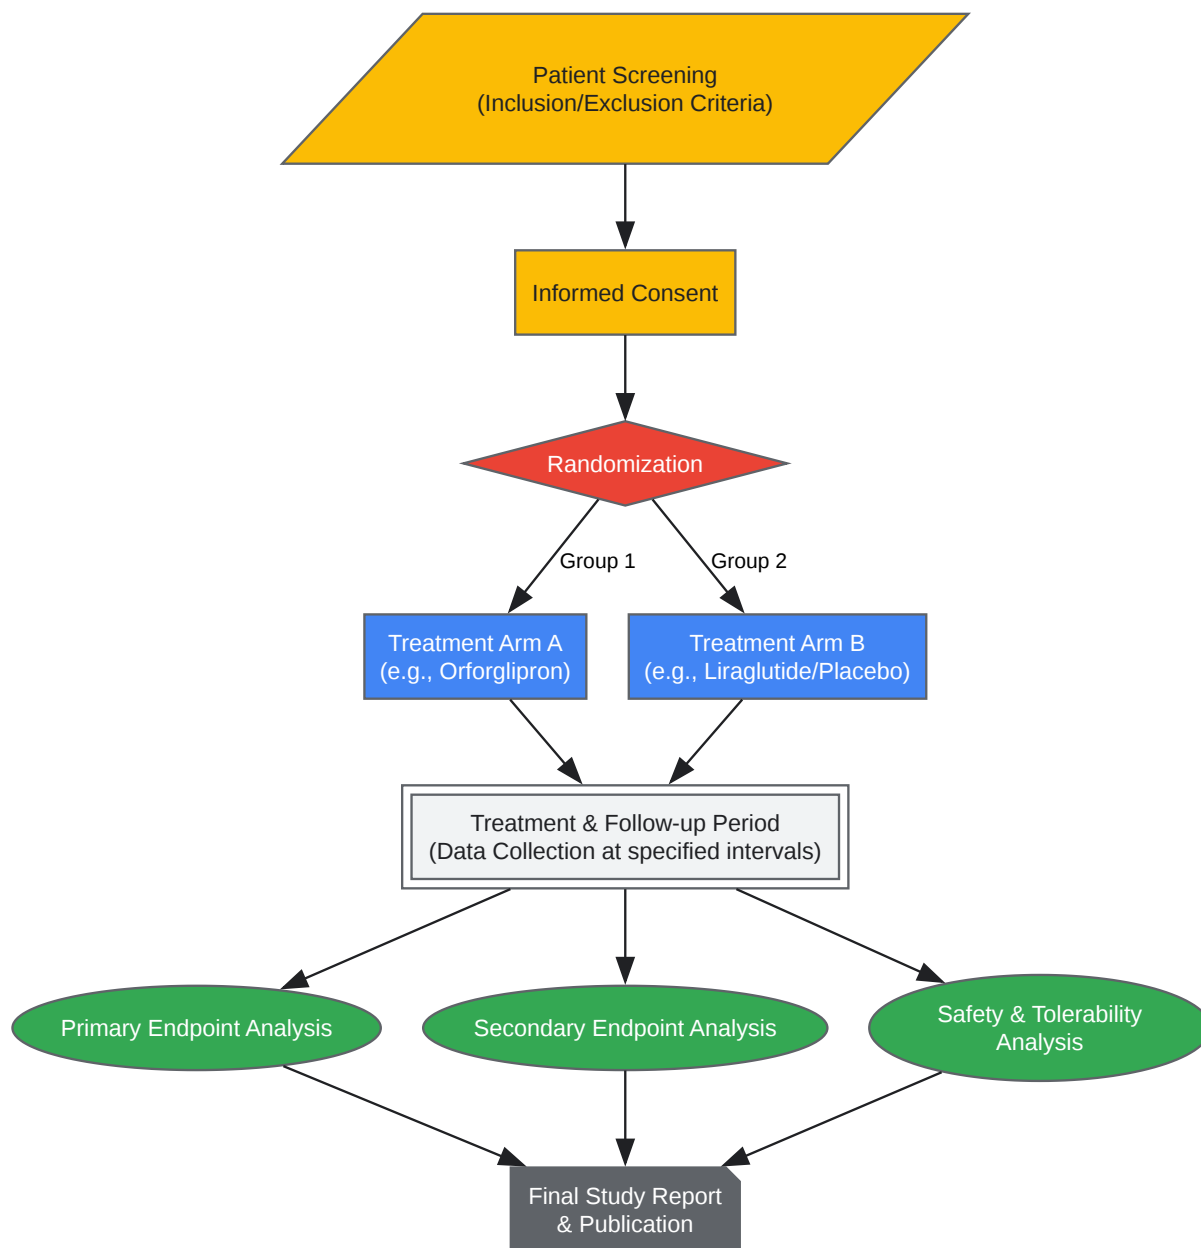 Patient Screening
(Inclusion/Exclusion Criteria)
Informed Consent
Randomization
Group 1
Group 2
Treatment Arm A
(e.g., Orforglipron)
Treatment Arm B
(e.g., Liraglutide/Placebo)
Treatment & Follow-up Period
(Data Collection at specified intervals)
Primary Endpoint Analysis
Secondary Endpoint Analysis
Safety & Tolerability
Analysis
Final Study Report
& Publication